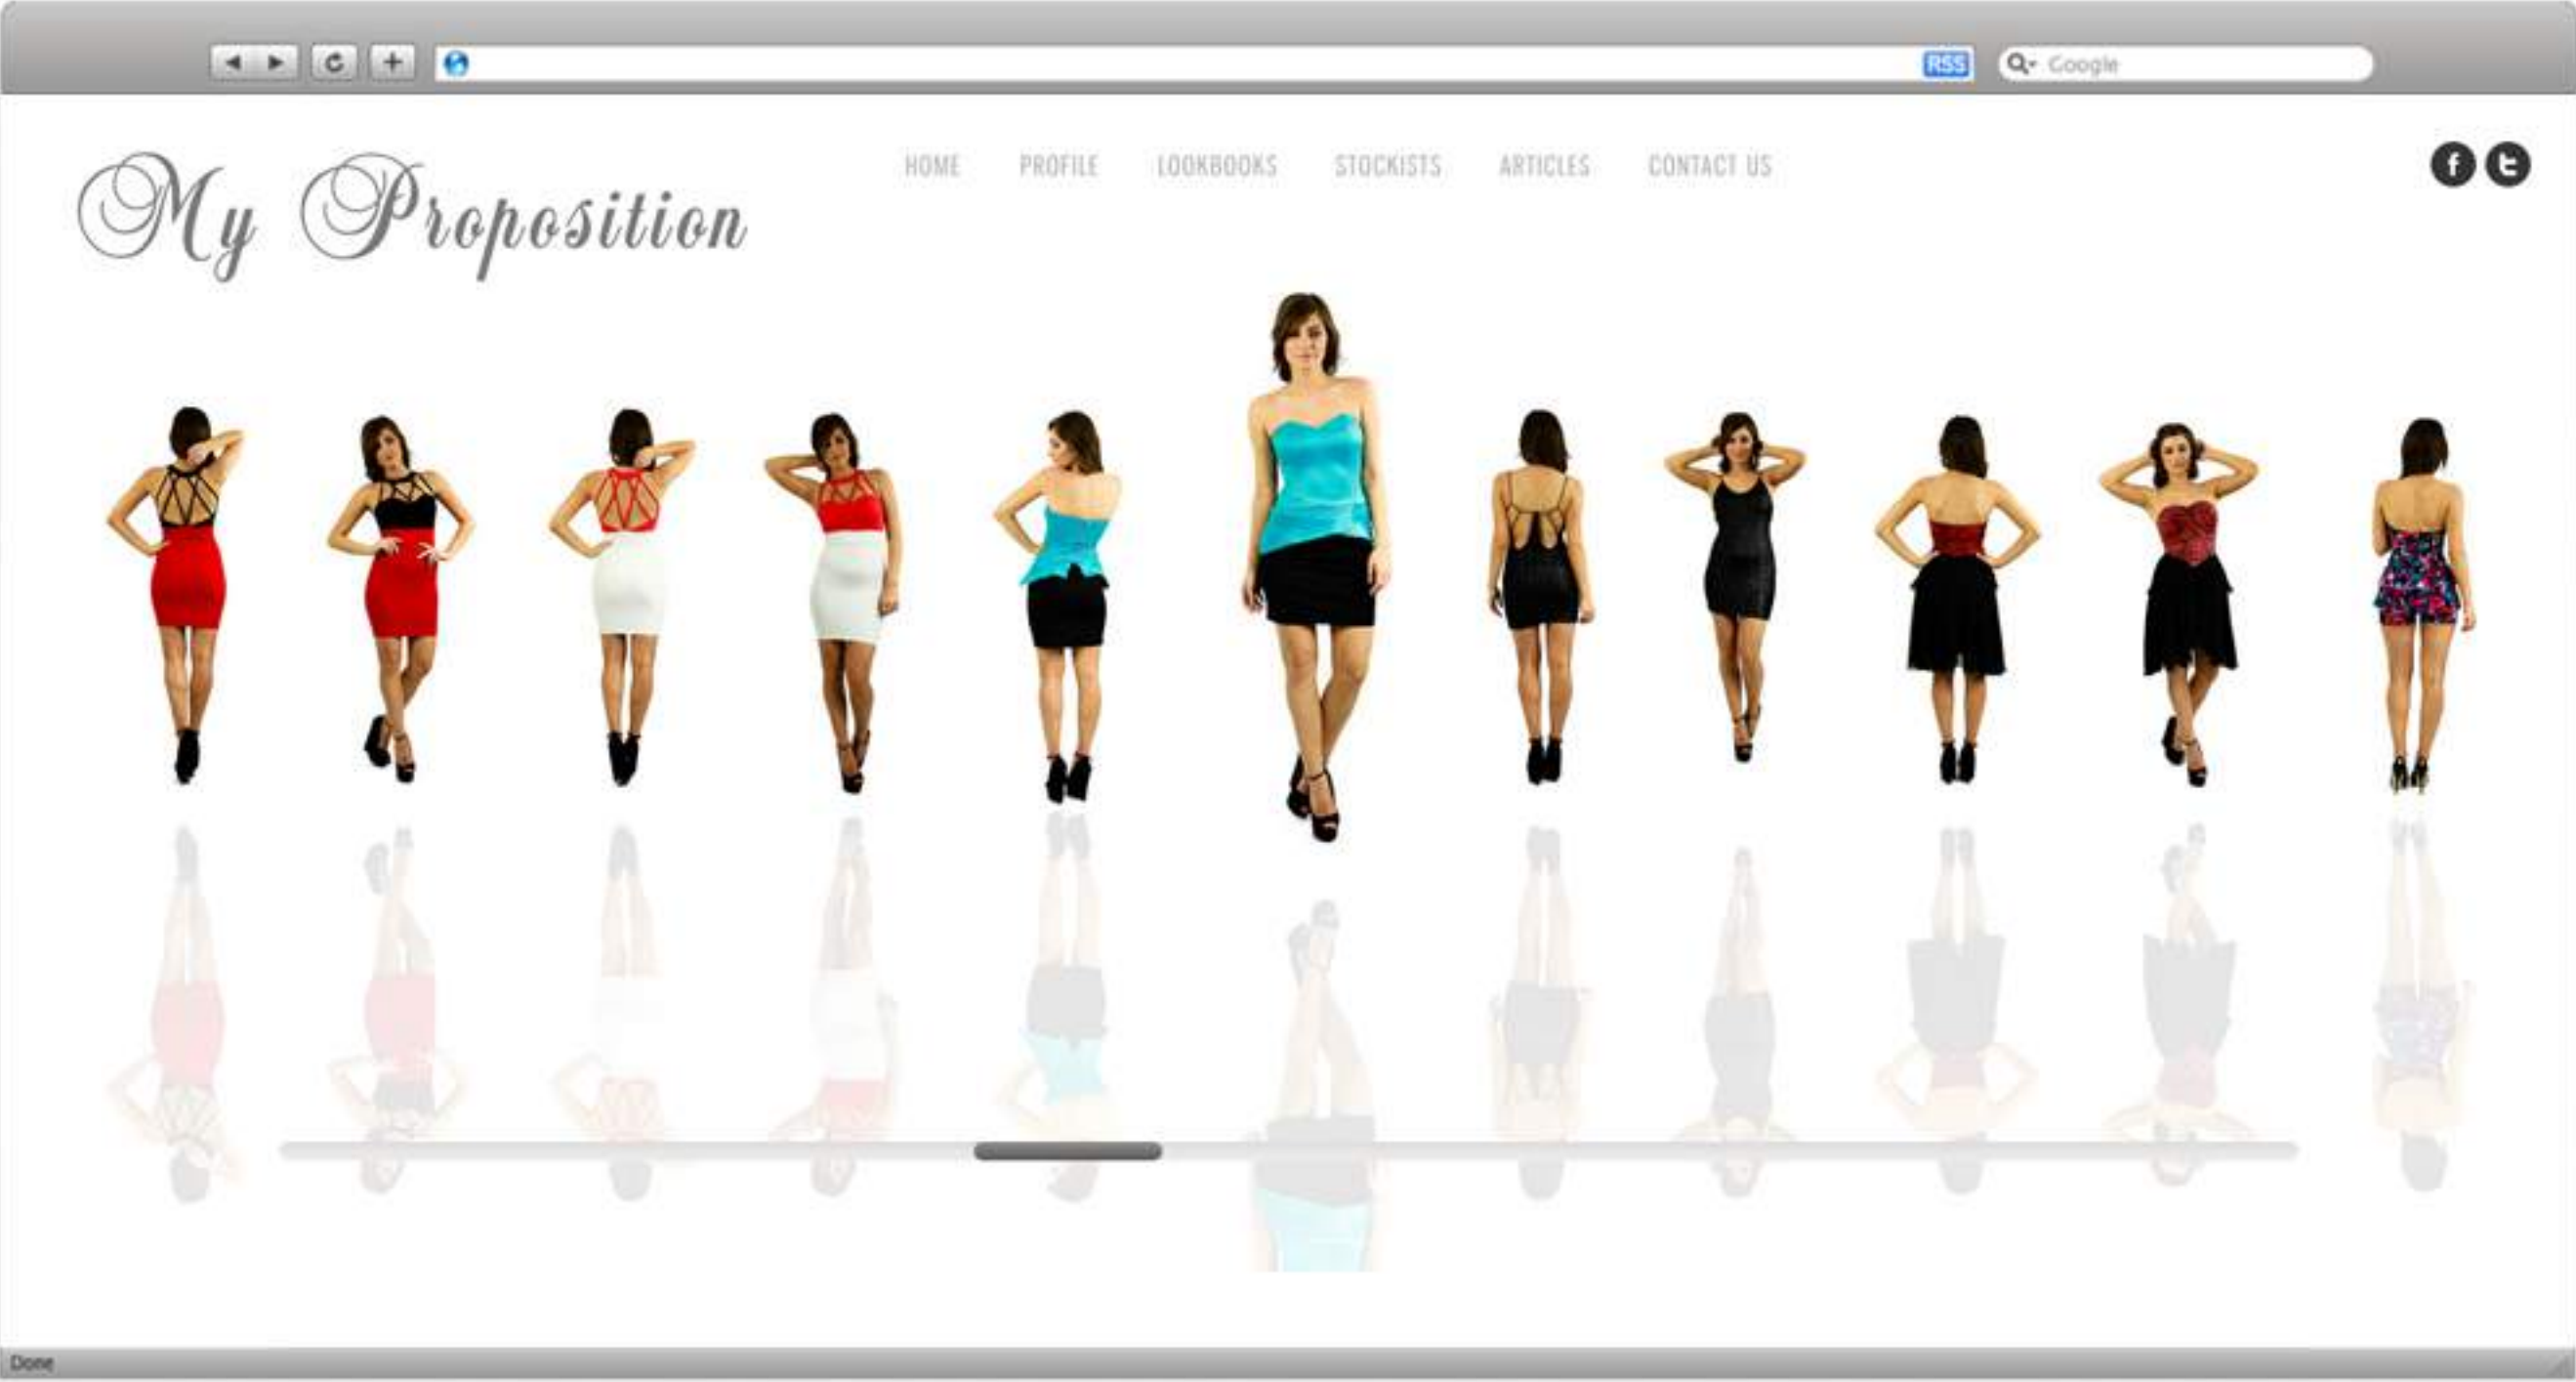 RSS
Google
My Proposition
HOME PROFILE LOOKBOOKS STOCKISTS ARTICLES CONTACT US
Done